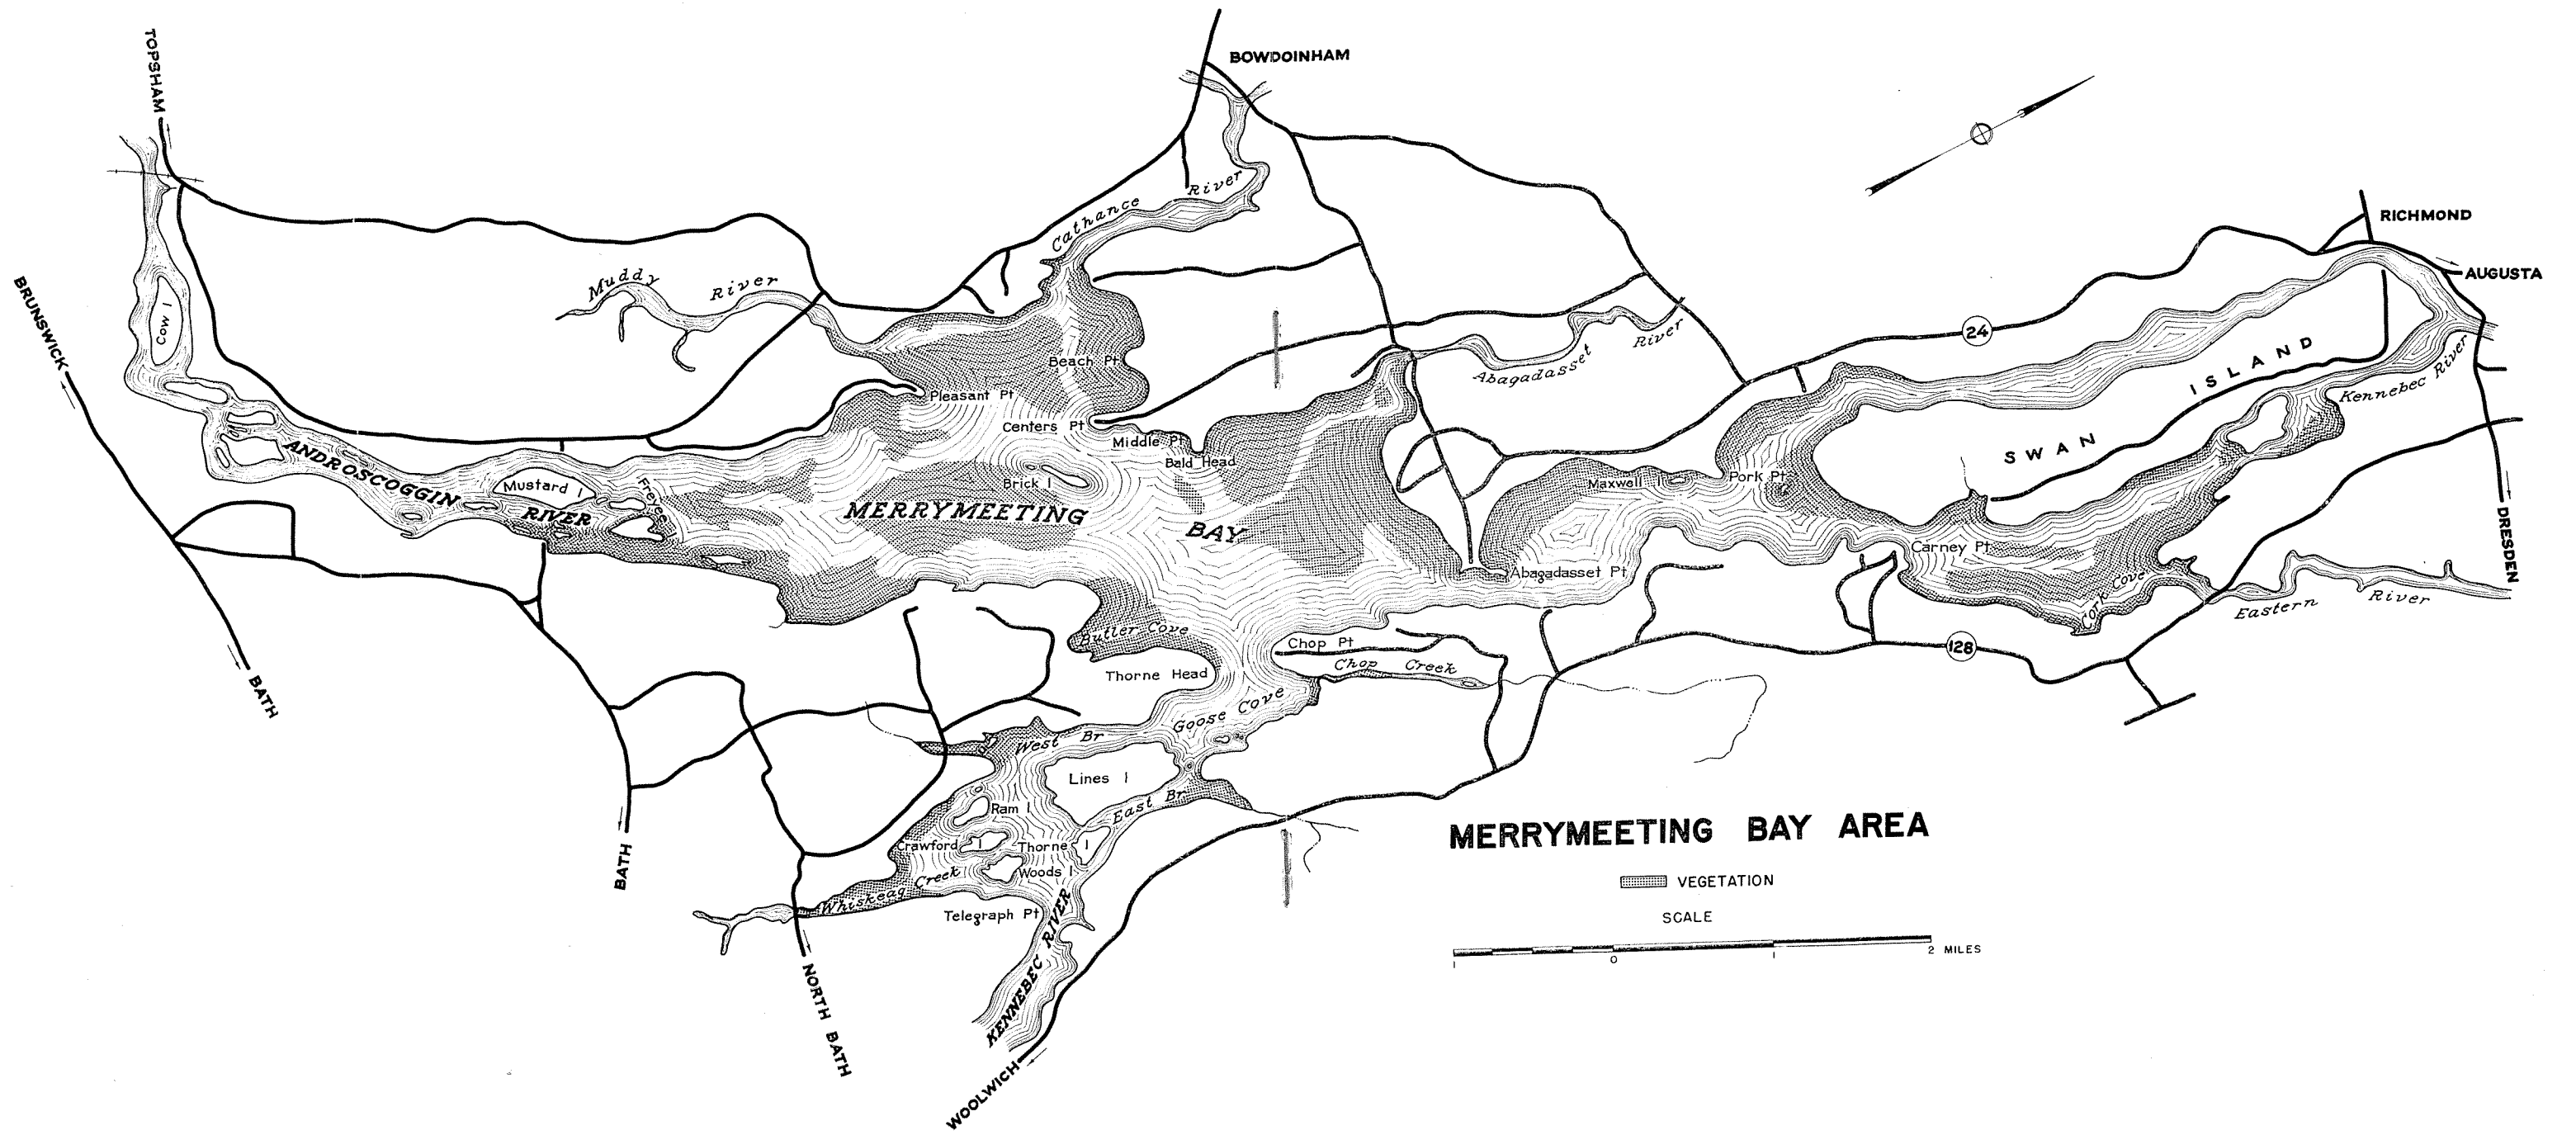 TOPSHAM
BOWDOINHAM
RICHMOND
AUGUSTA
BRUNSWICK
Cathance River
Muddy River
Cow I
24
Beach Pt
Abagadasset River
SWAN ISLAND
Kennebec River
Pleasant Pt
Centers Pt
Middle Pt
Bald Head
ANDROSCOGGIN
RIVER
Mustard I
Freyee
Brick I
MERRYMEETING
BAY
Maxwell I
Pork Pt
Carney Pt
Abagadasset Pt
DRESDEN
Cork Cove
Eastern River
Butler Cove
Chop Pt
Chop Creek
128
Thorne Head
BATH
Goose Cove
West Br
Lines I
East Br
Ram I
Crawford I
Thorne I
Woods I
Whiskeag Creek
Telegraph Pt
BATH
KENNEBEC RIVER
NORTH BATH
WOOLWICH
MERRYMEETING BAY AREA
VEGETATION
SCALE
1 0 1 2 MILES